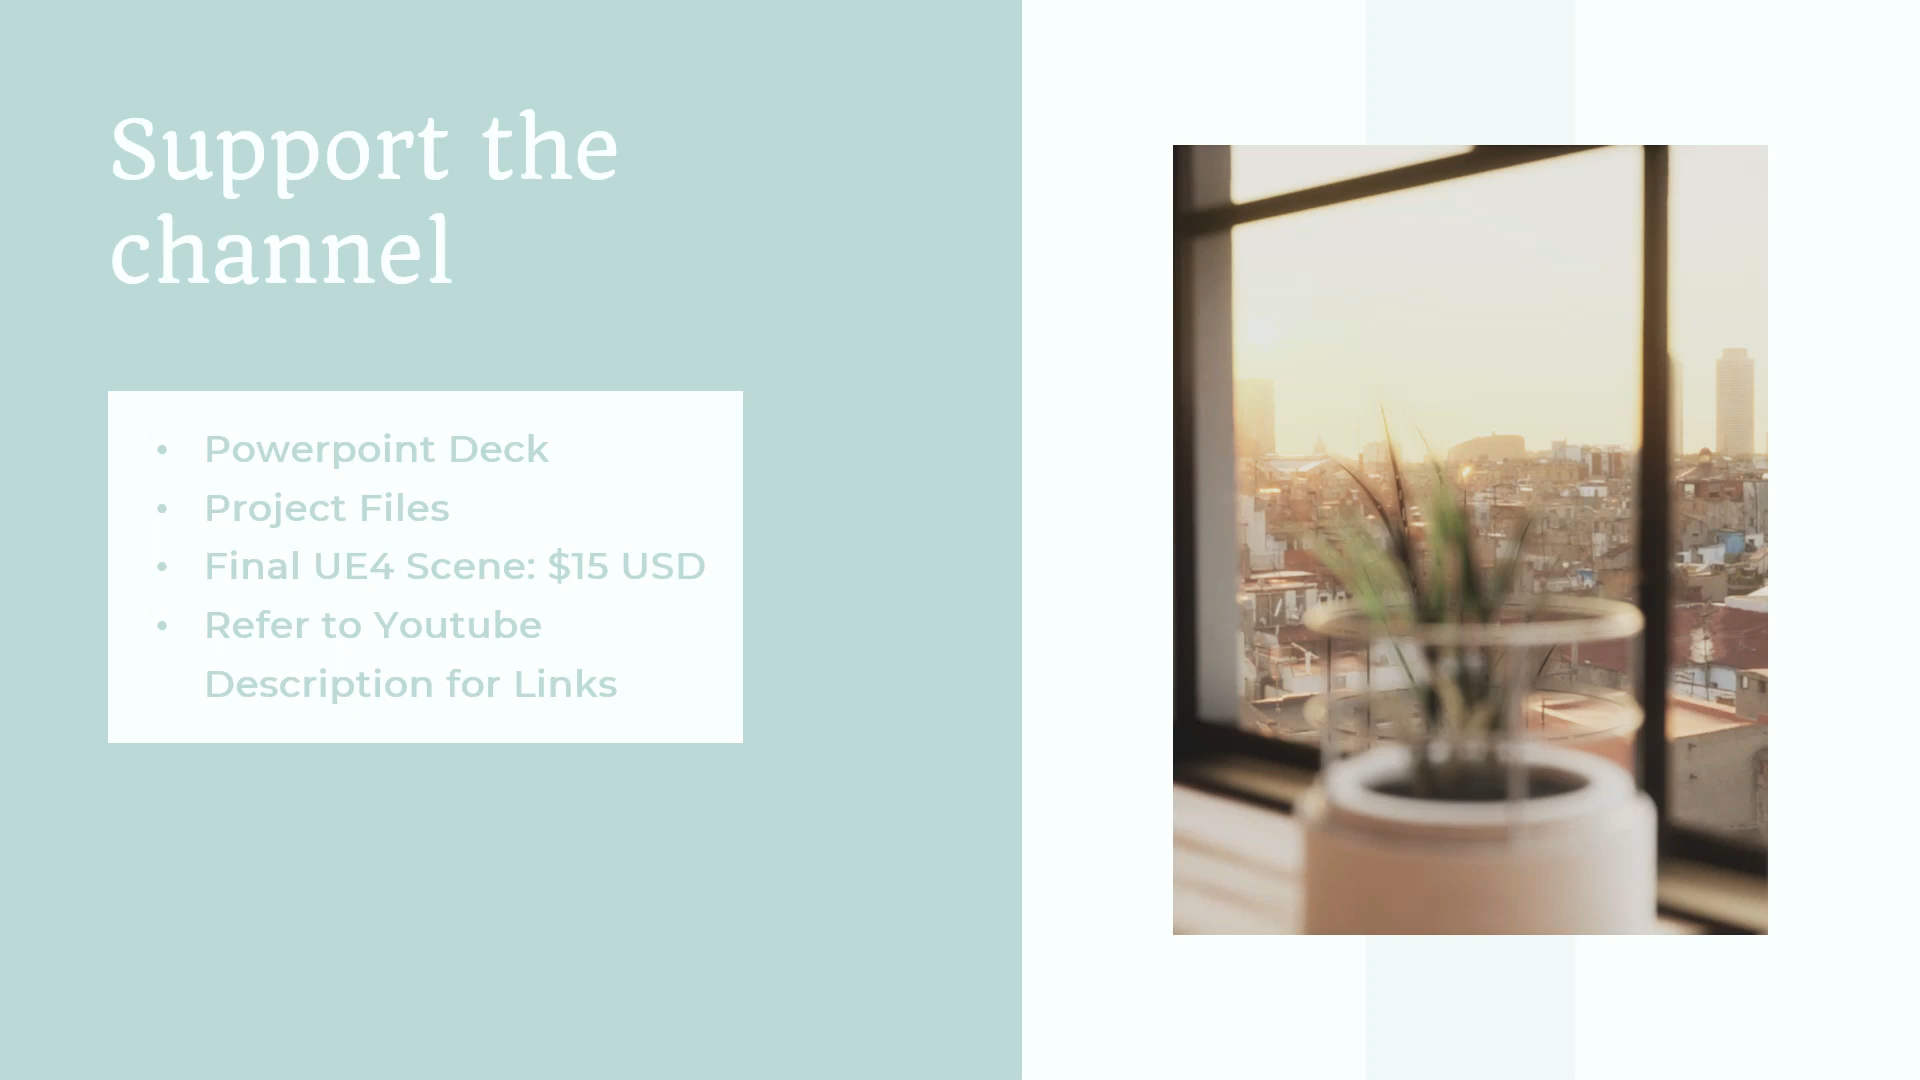 Support the
channel
• Powerpoint Deck
• Project Files
• Final UE4 Scene: $15 USD
• Refer to Youtube
Description for Links